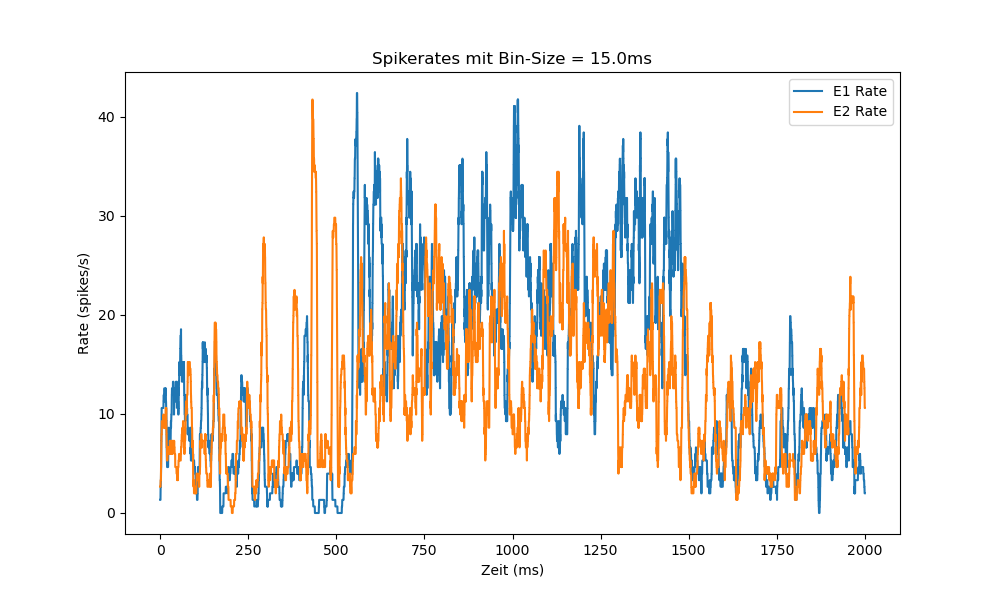 Spikerates mit Bin-Size = 15.0ms
E1 Rate
E2 Rate
40
30
20
10
0
Rate (spikes/s)
0 250 500 750 1000 1250 1500 1750 2000
Zeit (ms)